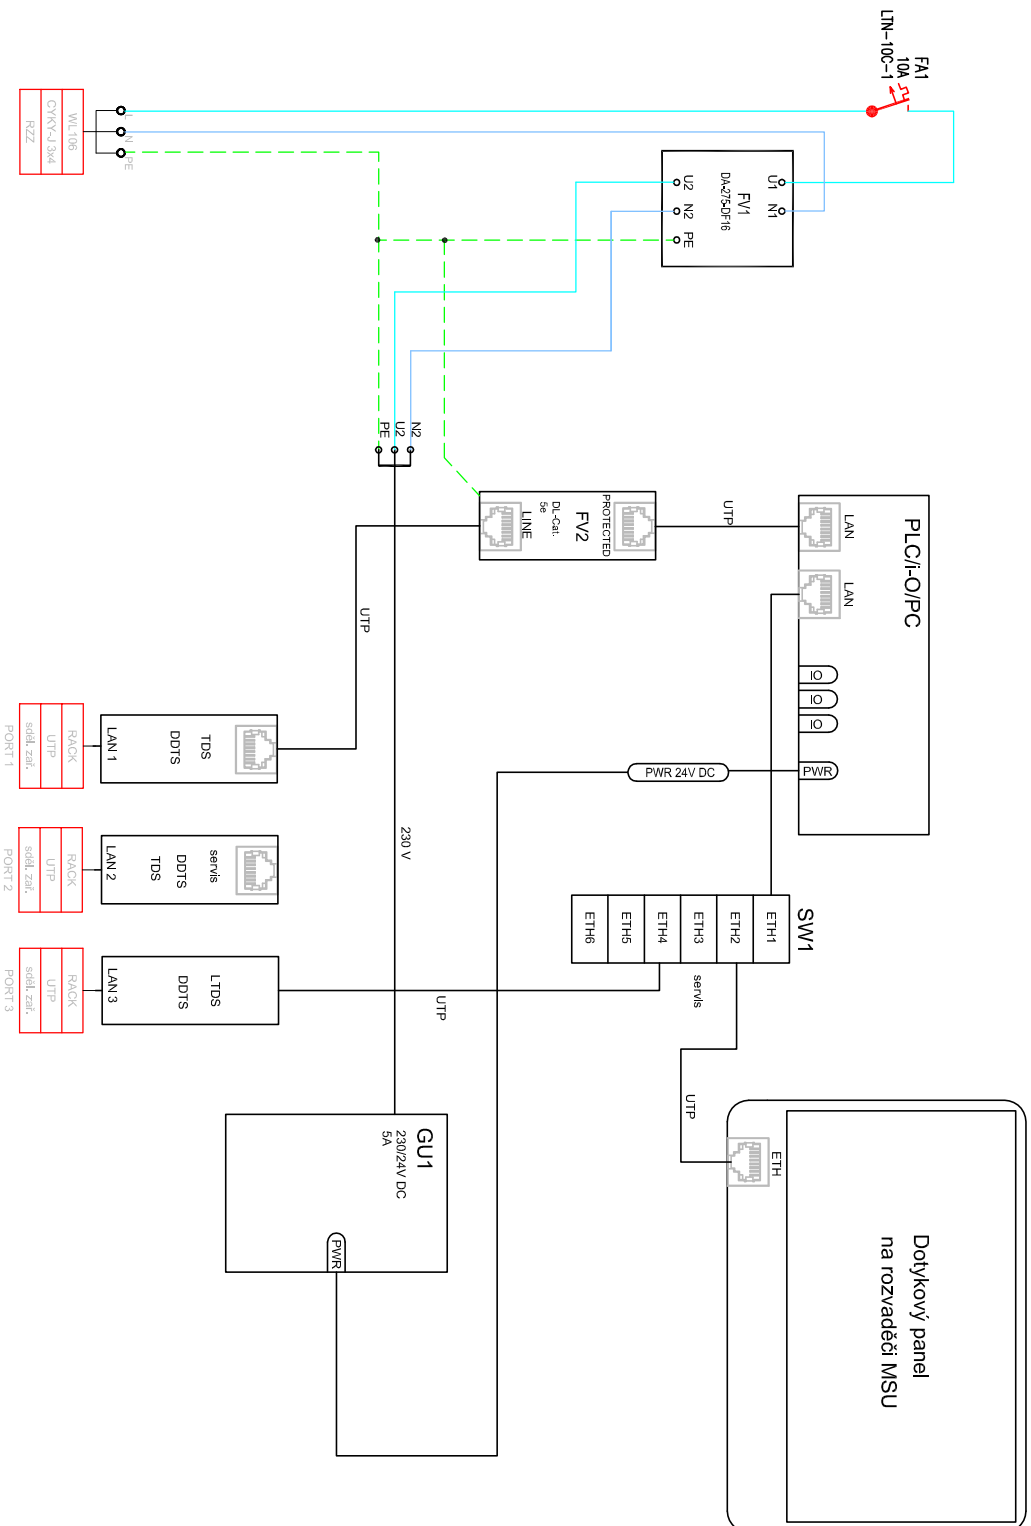 FA1
10A
LTN-10C-1
WL106
CYKY-J 3x4
RZZ
L
N
PE
U1
N1
FV1
DA-275-DF16
U2
N2
PE
N2
U2
PE
PROTECTED
FV2
DL-Cat.
5e
LINE
UTP
PLC/i-O/PC
LAN
LAN
IO
IO
IO
PWR
PWR 24V DC
UTP
230 V
LAN 1
TDS
DDTS
RACK
UTP
sděl. zař.
PORT 1
LAN 2
servis
DDTS
TDS
RACK
UTP
sděl. zař.
PORT 2
LAN 3
LTDS
DDTS
RACK
UTP
sděl. zař.
PORT 3
SW1
ETH1
ETH2
ETH3
ETH4
ETH5
ETH6
servis
UTP
UTP
ETH
GU1
230/24V DC
5A
PWR
Dotykový panel
na rozvaděči MSU